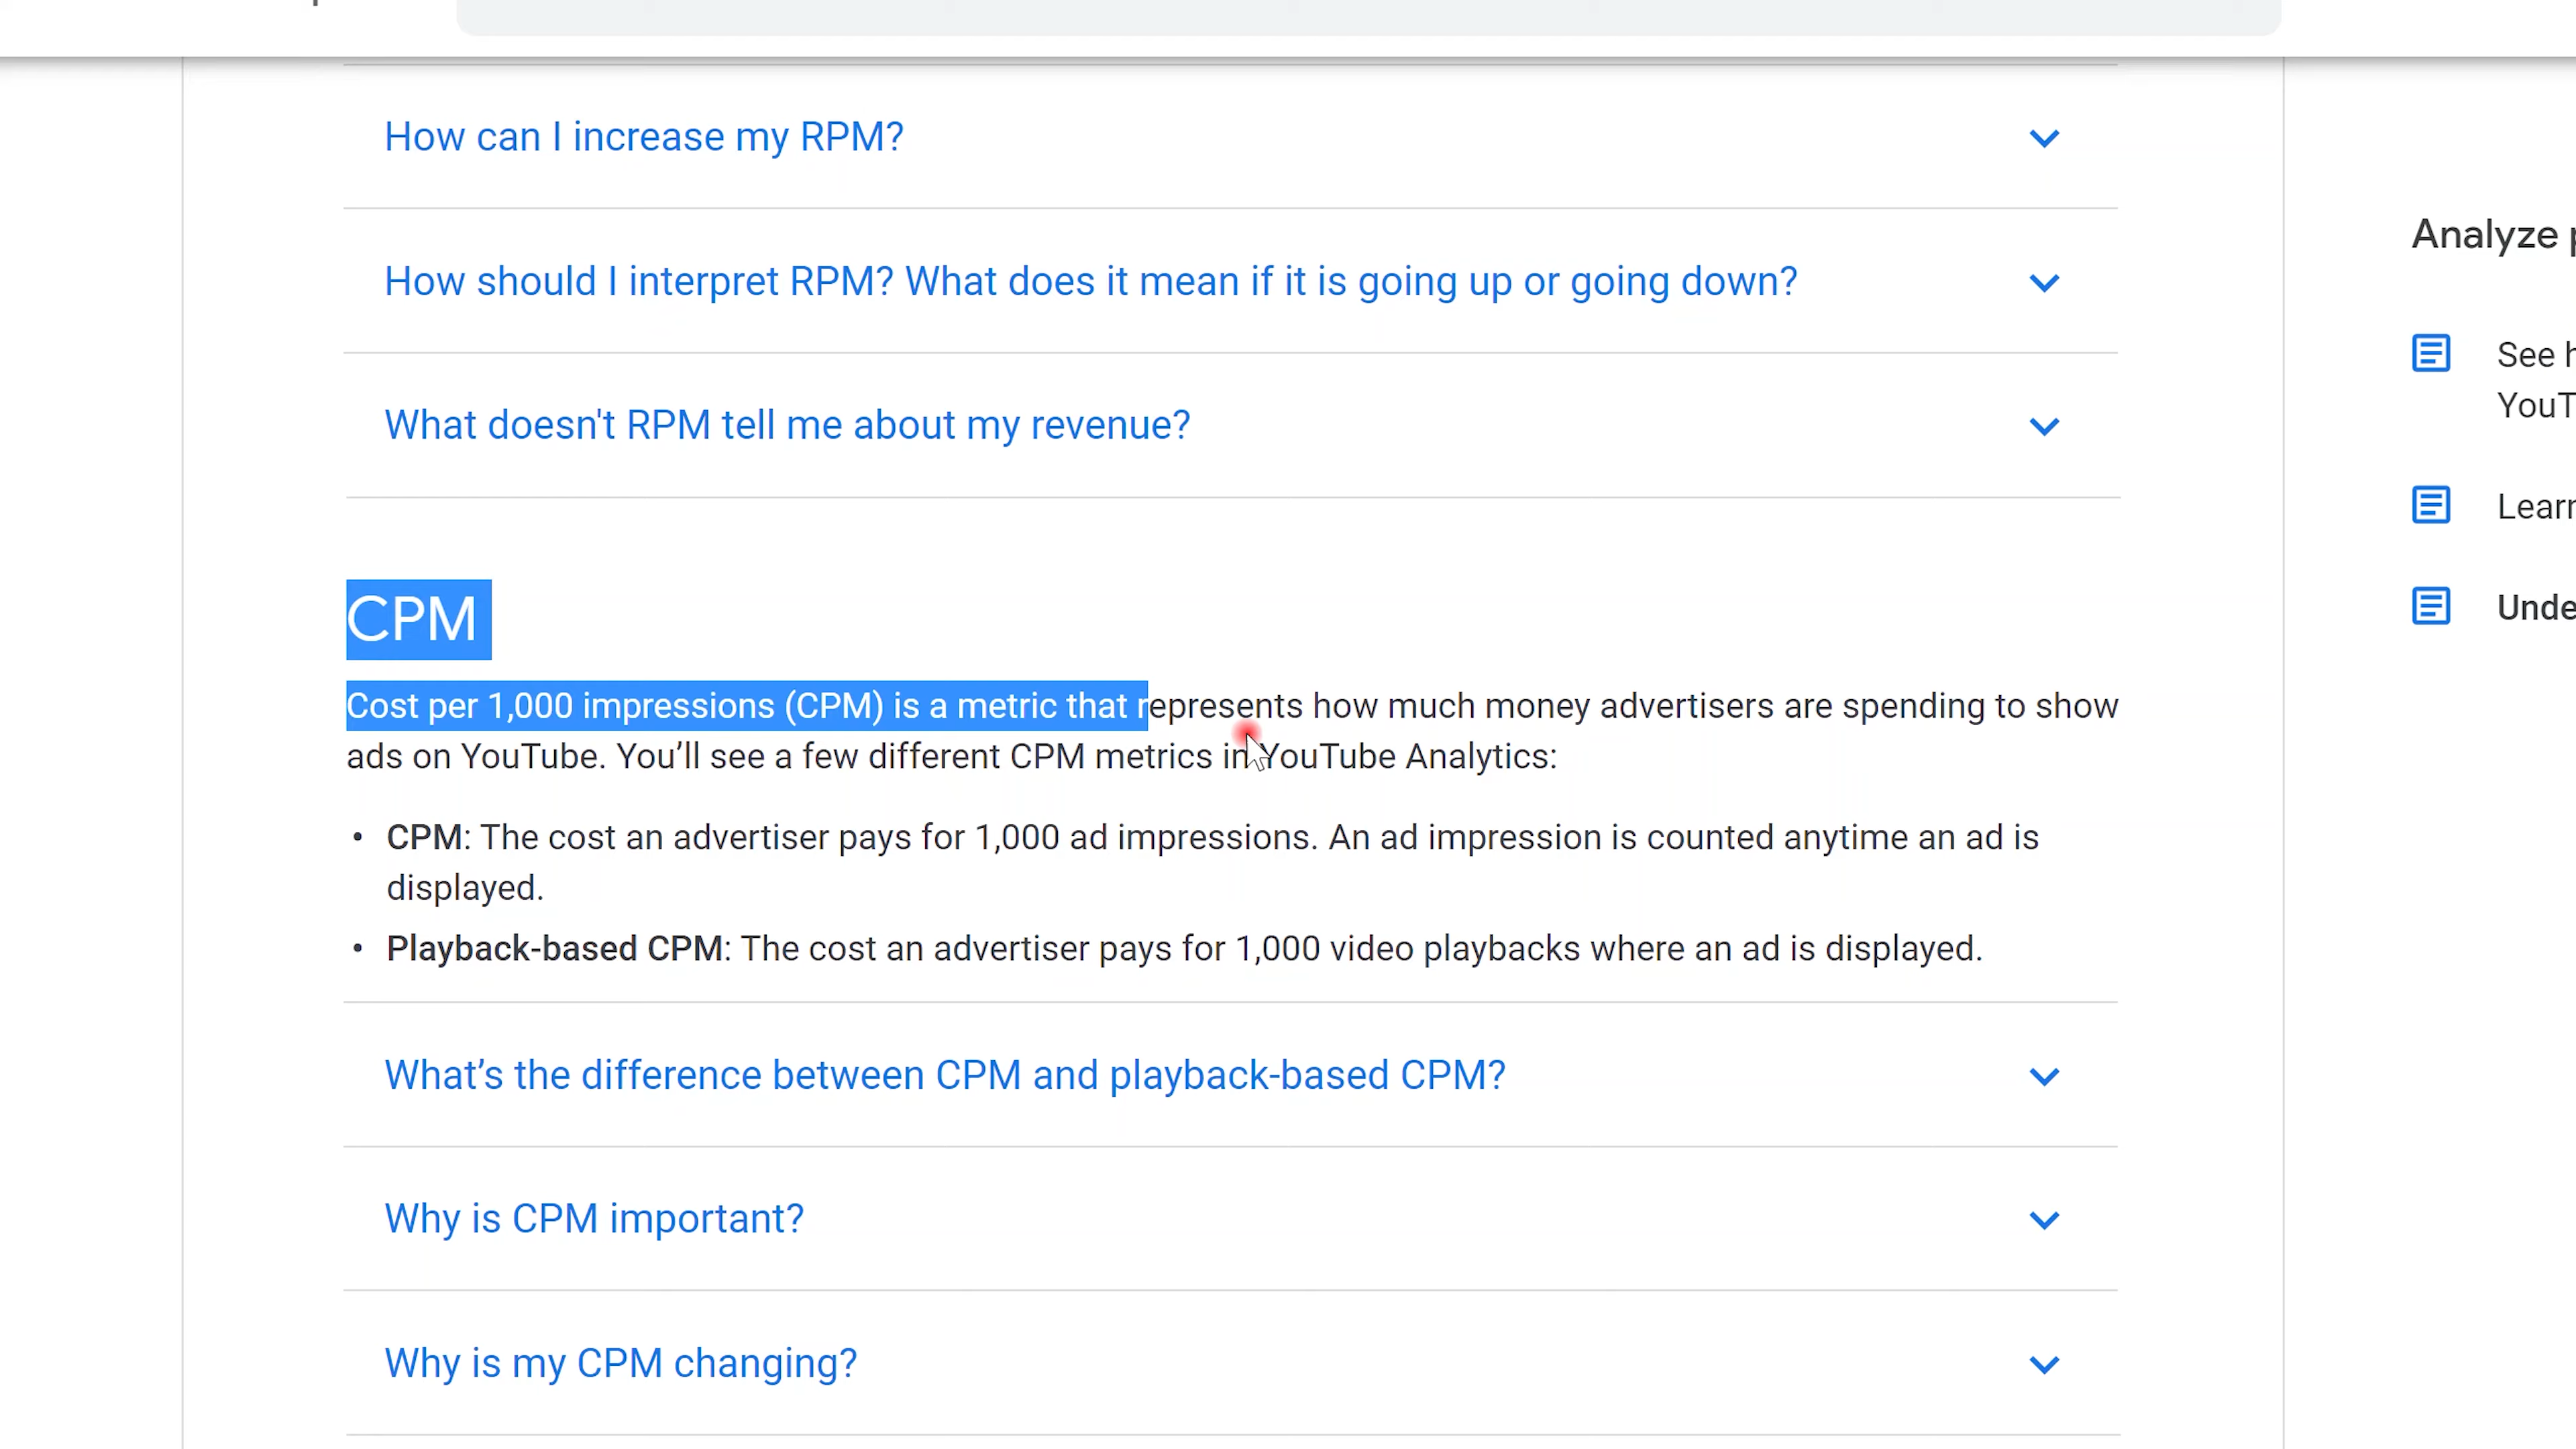 How can I increase my RPM?
How should I interpret RPM? What does it mean if it is going up or going down?
What doesn't RPM tell me about my revenue?
CPM
Cost per 1,000 impressions (CPM) is a metric that represents how much money advertisers are spending to show
ads on YouTube. You’ll see a few different CPM metrics in YouTube Analytics:
• CPM: The cost an advertiser pays for 1,000 ad impressions. An ad impression is counted anytime an ad is
displayed.
• Playback-based CPM: The cost an advertiser pays for 1,000 video playbacks where an ad is displayed.
What’s the difference between CPM and playback-based CPM?
Why is CPM important?
Why is my CPM changing?
Analyze
See